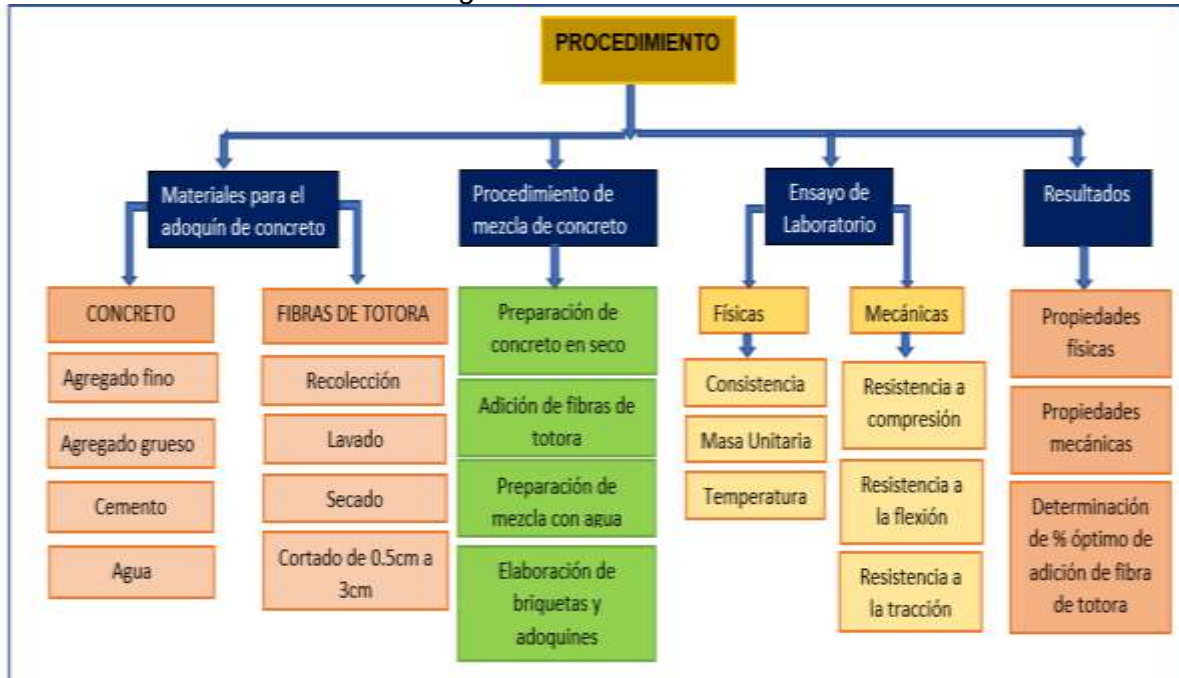 PROCEDIMIENTO
Materiales para el
adoquín de concreto
Procedimiento de
mezcla de concreto
Ensayo de
Laboratorio
Resultados
CONCRETO
Agregado fino
Agregado grueso
Cemento
Agua
FIBRAS DE TOTORA
Recolección
Lavado
Secado
Cortado de 0.5cm a
3cm
Preparación de
concreto en seco
Adición de fibras de
totora
Preparación de
mezcla con agua
Elaboración de
briquetas y
adoquines
Físicas
Consistencia
Masa Unitaria
Temperatura
Mecánicas
Resistencia a
compresión
Resistencia a
la flexión
Resistencia a
la tracción
Propiedades
físicas
Propiedades
mecánicas
Determinación
de % óptimo de
adición de fibra
de totora